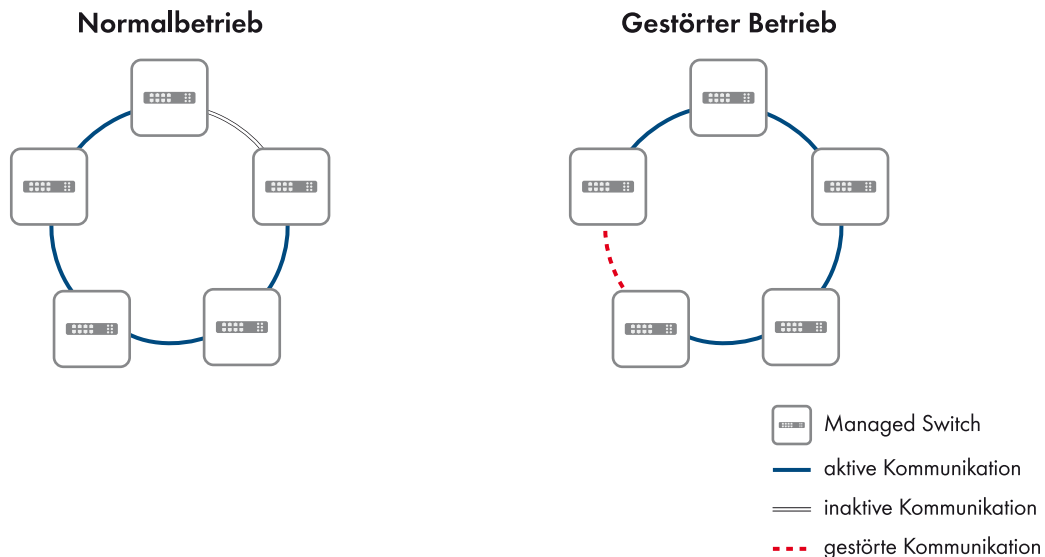 Normalbetrieb
Gestörter Betrieb
Managed Switch
aktive Kommunikation
inaktive Kommunikation
gestörte Kommunikation